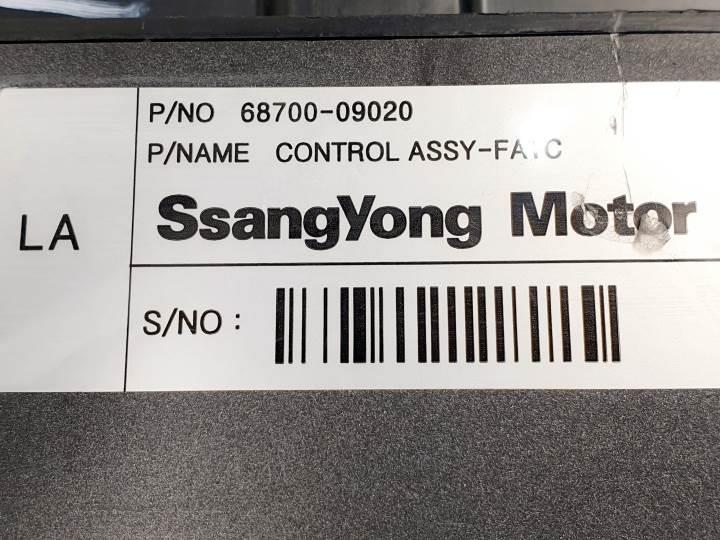 P/NO 68700-09020
P/NAME CONTROL ASSY-FATC
LA
SsangYong Motor
S/NO :